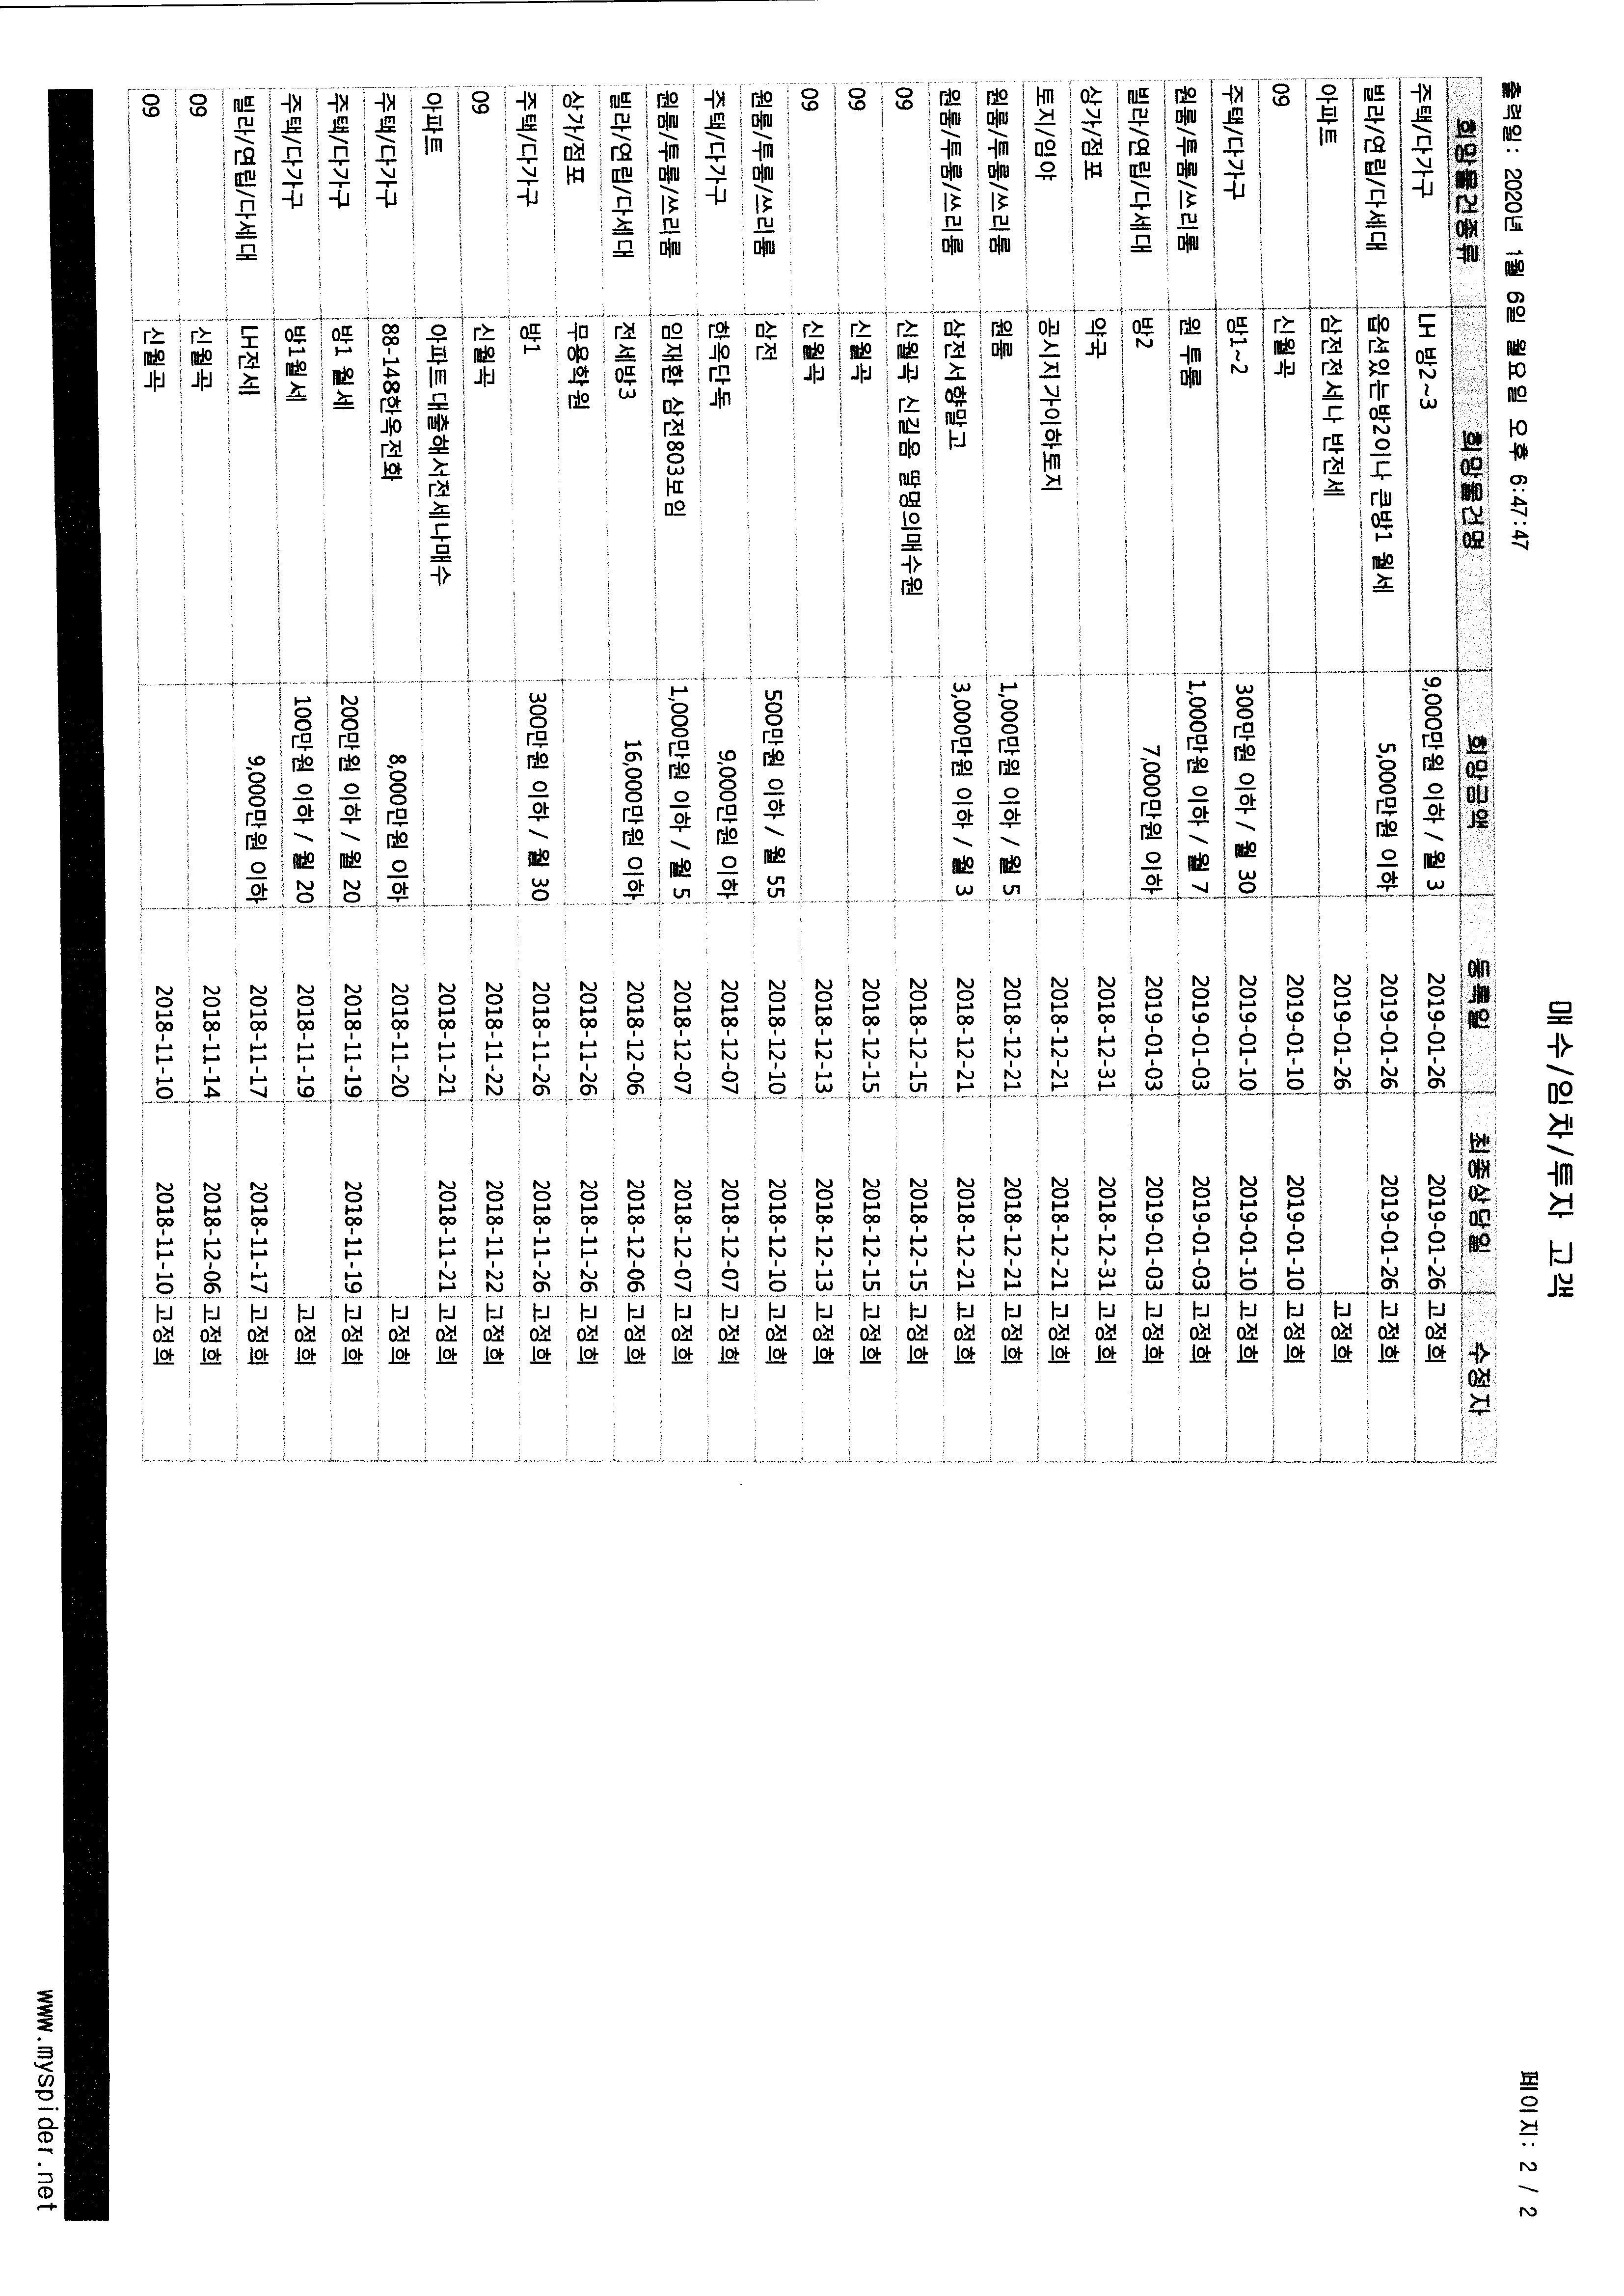 매수/임차/투자 고객
출력일: 2020년 1월 6일 월요일 오후 6:47:47
페이지: 2 / 2
희망물건종류 희망물건명 희망금액 등록일 최종상담일 수정자
주택/다가구 LH 방2~3 9,000만원 이하 / 월 3 2019-01-26 2019-01-26 고정희
빌라/연립/다세대 옵션있는방2이나 큰방1 월세 5,000만원 이하 2019-01-26 2019-01-26 고정희
아파트 삼전전세나 반전세 2019-01-26 고정희
09 신월곡 2019-01-10 2019-01-10 고정희
주택/다가구 방1~2 300만원 이하 / 월 30 2019-01-10 2019-01-10 고정희
원룸/투룸/쓰리룸 원 투룸 1,000만원 이하 / 월 7 2019-01-03 2019-01-03 고정희
빌라/연립/다세대 방2 7,000만원 이하 2019-01-03 2019-01-03 고정희
상가/점포 약국 2018-12-31 2018-12-31 고정희
토지/임야 공시지가이하토지 2018-12-21 2018-12-21 고정희
원룸/투룸/쓰리룸 원룸 1,000만원 이하 / 월 5 2018-12-21 2018-12-21 고정희
원룸/투룸/쓰리룸 삼전서향말고 3,000만원 이하 / 월 3 2018-12-21 2018-12-21 고정희
09 신월곡 신길음 딸명의매수원 2018-12-15 2018-12-15 고정희
09 신월곡 2018-12-15 2018-12-15 고정희
09 신월곡 2018-12-13 2018-12-13 고정희
원룸/투룸/쓰리룸 삼전 500만원 이하 / 월 55 2018-12-10 2018-12-10 고정희
주택/다가구 한옥단독 9,000만원 이하 2018-12-07 2018-12-07 고정희
원룸/투룸/쓰리룸 임재환 삼전803보임 1,000만원 이하 / 월 5 2018-12-07 2018-12-07 고정희
빌라/연립/다세대 전세방3 16,000만원 이하 2018-12-06 2018-12-06 고정희
상가/점포 무용학원 2018-11-26 2018-11-26 고정희
주택/다가구 방1 300만원 이하 / 월 30 2018-11-26 2018-11-26 고정희
09 신월곡 2018-11-22 2018-11-22 고정희
아파트 아파트대출해서전세나매수 2018-11-21 2018-11-21 고정희
주택/다가구 88-148한옥전화 8,000만원 이하 2018-11-20 고정희
주택/다가구 방1 월세 200만원 이하 / 월 20 2018-11-19 2018-11-19 고정희
주택/다가구 방1월세 100만원 이하 / 월 20 2018-11-19 고정희
빌라/연립/다세대 LH전세 9,000만원 이하 2018-11-17 2018-11-17 고정희
09 신월곡 2018-11-14 2018-12-06 고정희
09 신월곡 2018-11-10 2018-11-10 고정희
www.myspider.net